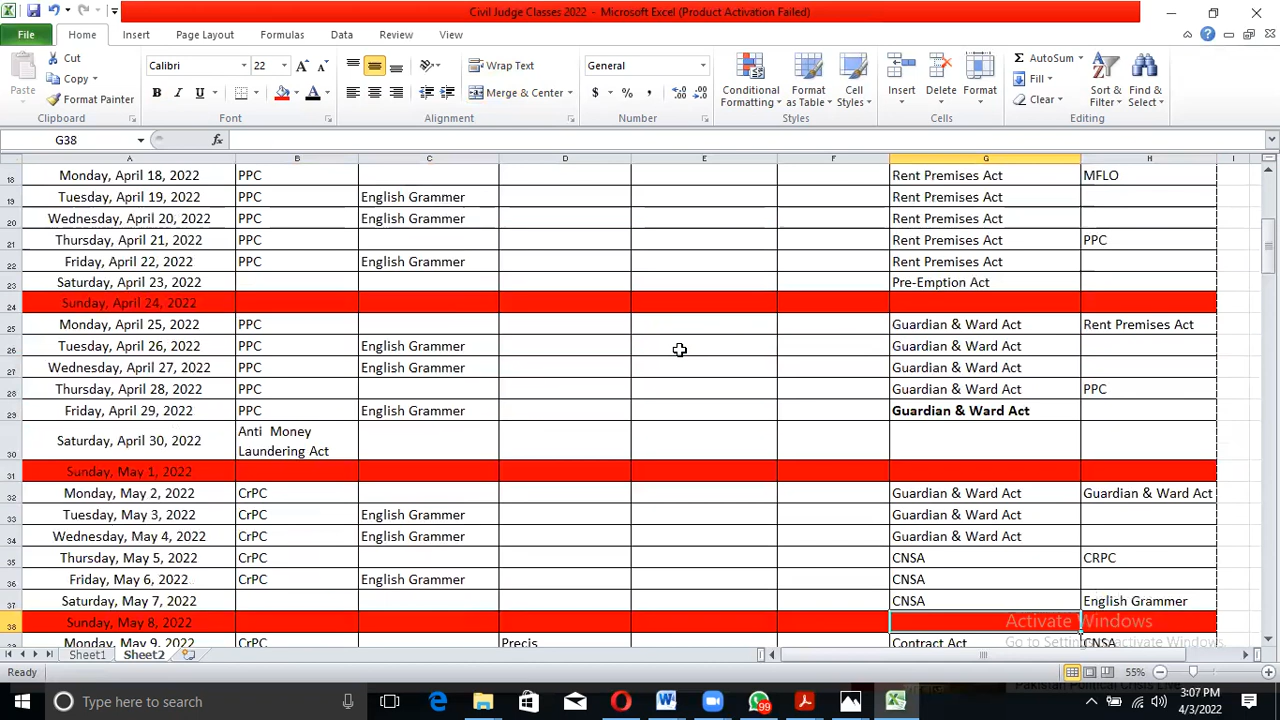 Civil Judge Classes 2022 - Microsoft Excel (Product Activation Failed)
File Home Insert Page Layout Formulas Data Review View
Paste Cut Copy Format Painter Clipboard
Calibri 22 A A B I U A Font
Wrap Text Merge & Center Alignment
General $ % , Number
Conditional Formatting Format as Table Cell Styles Styles
Insert Delete Format Cells
AutoSum Fill Clear Sort & Filter Find & Select Editing
G38 fx
A B C D E F G H I
18 Monday, April 18, 2022 PPC Rent Premises Act MFLO
19 Tuesday, April 19, 2022 PPC English Grammer Rent Premises Act
20 Wednesday, April 20, 2022 PPC English Grammer Rent Premises Act
21 Thursday, April 21, 2022 PPC Rent Premises Act PPC
22 Friday, April 22, 2022 PPC English Grammer Rent Premises Act
23 Saturday, April 23, 2022 Pre-Emption Act
24 Sunday, April 24, 2022
25 Monday, April 25, 2022 PPC Guardian & Ward Act Rent Premises Act
26 Tuesday, April 26, 2022 PPC English Grammer Guardian & Ward Act
27 Wednesday, April 27, 2022 PPC English Grammer Guardian & Ward Act
28 Thursday, April 28, 2022 PPC Guardian & Ward Act PPC
29 Friday, April 29, 2022 PPC English Grammer Guardian & Ward Act
30 Saturday, April 30, 2022 Anti Money
Laundering Act
31 Sunday, May 1, 2022
32 Monday, May 2, 2022 CrPC Guardian & Ward Act Guardian & Ward Act
33 Tuesday, May 3, 2022 CrPC English Grammer Guardian & Ward Act
34 Wednesday, May 4, 2022 CrPC English Grammer Guardian & Ward Act
35 Thursday, May 5, 2022 CrPC CNSA CRPC
36 Friday, May 6, 2022 CrPC English Grammer CNSA
37 Saturday, May 7, 2022 CNSA English Grammer
38 Sunday, May 8, 2022
Monday, May 9, 2022 CrPC Precis Contract Act CNSA
Activate Windows
Go to Settings to activate Windows.
Sheet1 Sheet2
Ready 55%
Type here to search 99 3:07 PM
4/3/2022